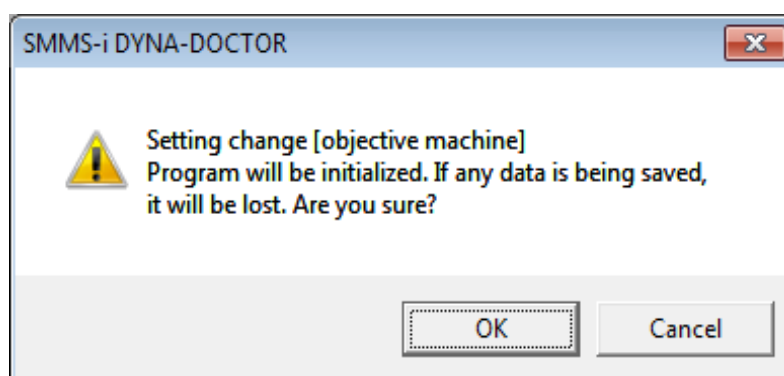 SMMS-i DYNA-DOCTOR
Setting change [objective machine]
Program will be initialized. If any data is being saved,
it will be lost. Are you sure?
OK
Cancel